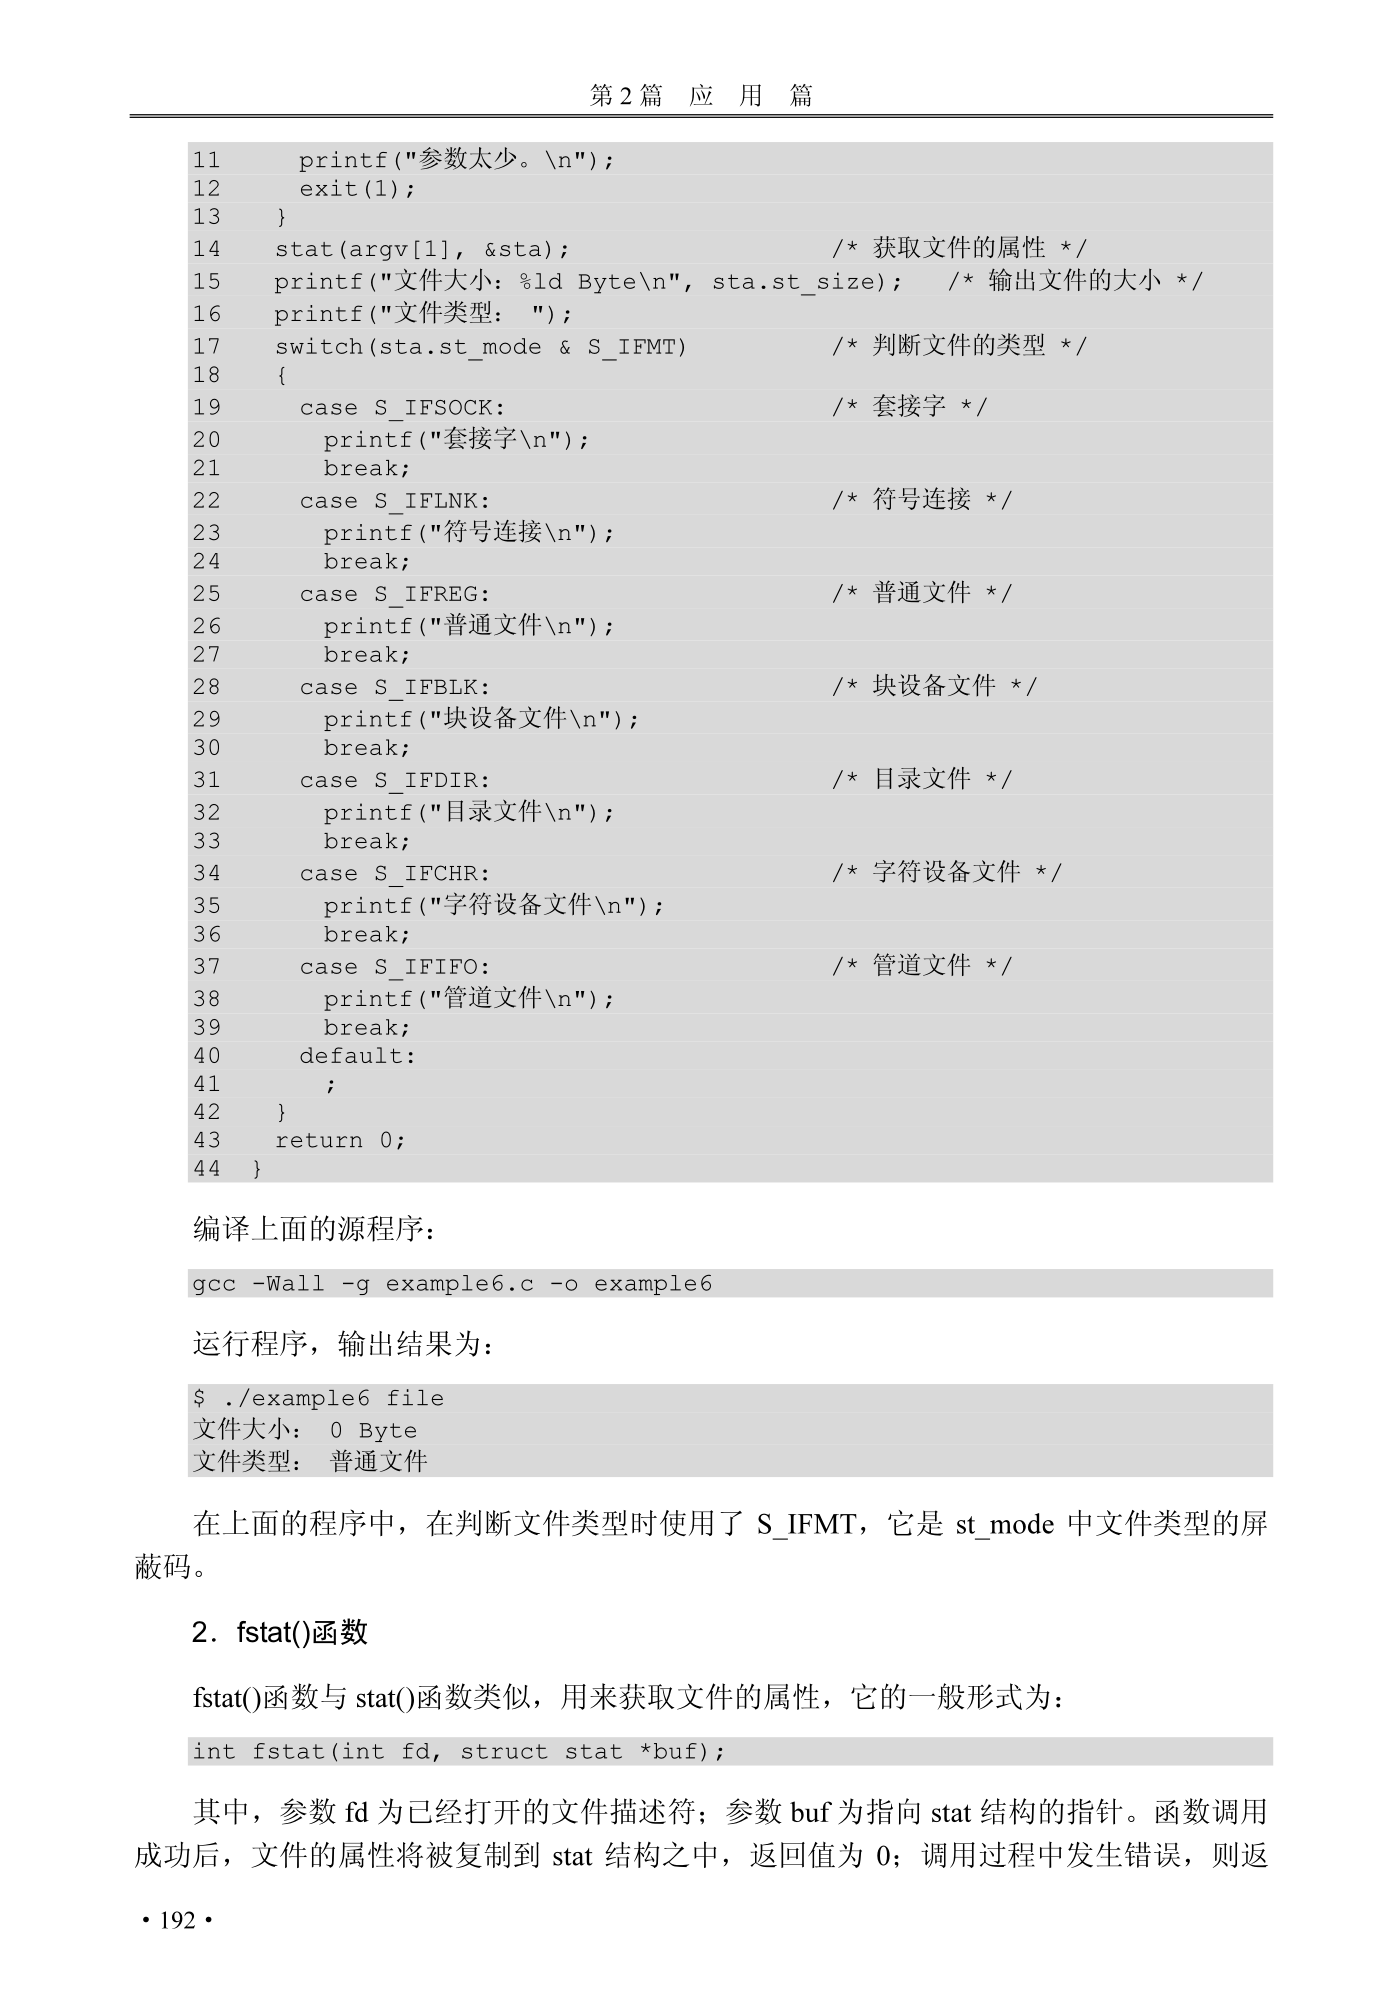 第 2 篇 应 用 篇
11 printf("参数太少。\n");
12 exit(1);
13 }
14 stat(argv[1], &sta); /* 获取文件的属性 */
15 printf("文件大小：%ld Byte\n", sta.st_size); /* 输出文件的大小 */
16 printf("文件类型： ");
17 switch(sta.st_mode & S_IFMT) /* 判断文件的类型 */
18 {
19 case S_IFSOCK: /* 套接字 */
20 printf("套接字\n");
21 break;
22 case S_IFLNK: /* 符号连接 */
23 printf("符号连接\n");
24 break;
25 case S_IFREG: /* 普通文件 */
26 printf("普通文件\n");
27 break;
28 case S_IFBLK: /* 块设备文件 */
29 printf("块设备文件\n");
30 break;
31 case S_IFDIR: /* 目录文件 */
32 printf("目录文件\n");
33 break;
34 case S_IFCHR: /* 字符设备文件 */
35 printf("字符设备文件\n");
36 break;
37 case S_IFIFO: /* 管道文件 */
38 printf("管道文件\n");
39 break;
40 default:
41 ;
42 }
43 return 0;
44 }
编译上面的源程序：
gcc -Wall -g example6.c -o example6
运行程序，输出结果为：
$ ./example6 file
文件大小： 0 Byte
文件类型： 普通文件
在上面的程序中，在判断文件类型时使用了 S_IFMT，它是 st_mode 中文件类型的屏
蔽码。
2．fstat()函数
fstat()函数与 stat()函数类似，用来获取文件的属性，它的一般形式为：
int fstat(int fd, struct stat *buf);
其中，参数 fd 为已经打开的文件描述符；参数 buf 为指向 stat 结构的指针。函数调用
成功后，文件的属性将被复制到 stat 结构之中，返回值为 0；调用过程中发生错误，则返
• 192 •